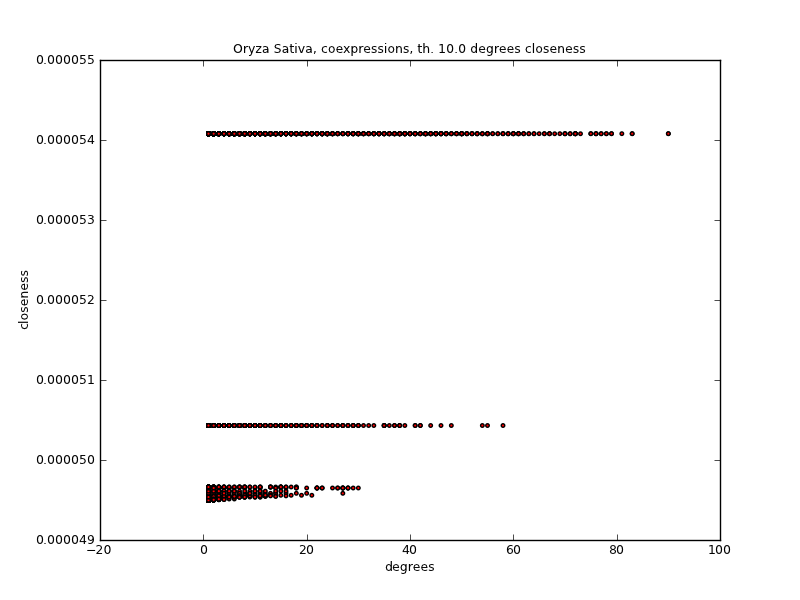 Oryza Sativa, coexpressions, th. 10.0 degrees closeness
0.000055
0.000054
0.000053
0.000052
0.000051
0.000050
0.000049
closeness
−20 0 20 40 60 80 100
degrees